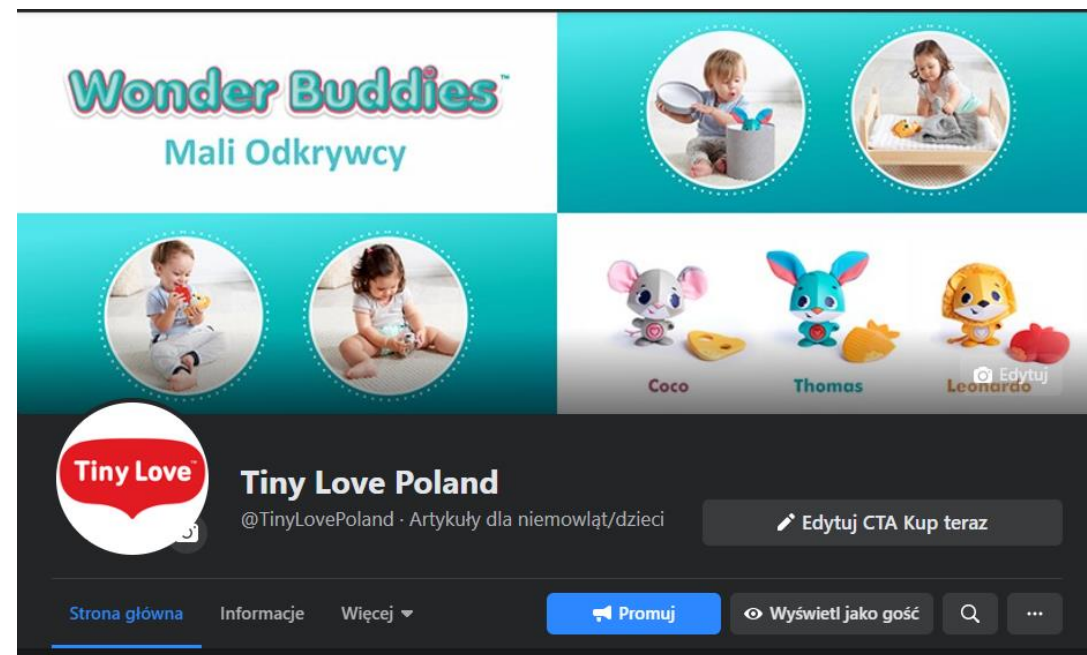 Wonder Buddies™
Mali Odkrywcy
Coco
Thomas
Leonardo
Edytuj
Tiny Love™
Tiny Love Poland
@TinyLovePoland · Artykuły dla niemowląt/dzieci
Edytuj CTA Kup teraz
Strona główna
Informacje
Więcej
Promuj
Wyświetl jako gość